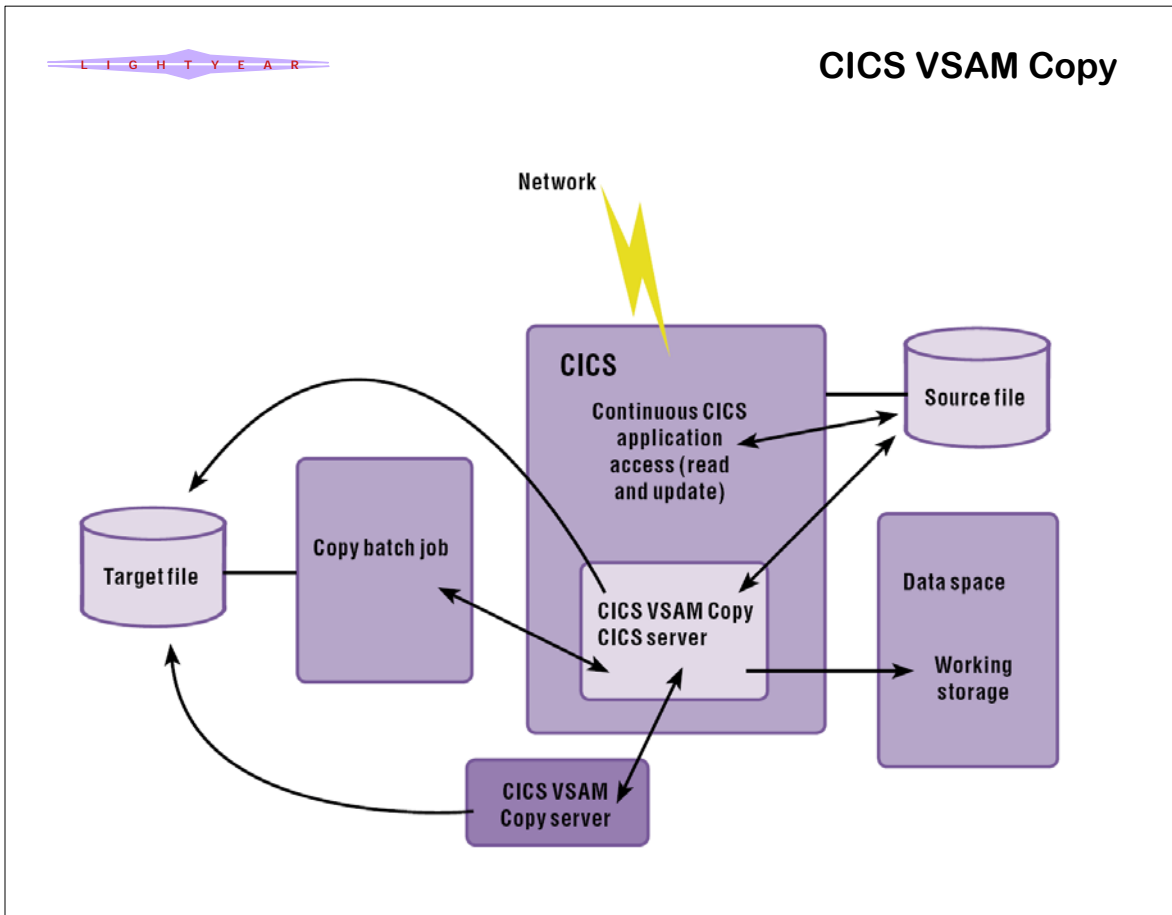 LIGHTYEAR
CICS VSAM Copy
Network
CICS
Continuous CICS
application
access (read
and update)
Source file
Copy batch job
Target file
CICS VSAM Copy
CICS server
Data space
Working
storage
CICS VSAM
Copy server